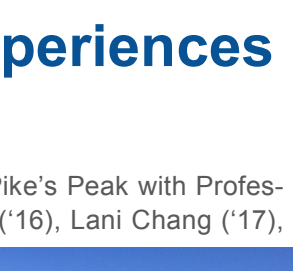 periences
Pike’s Peak with Profes-
(‘16), Lani Chang (‘17),